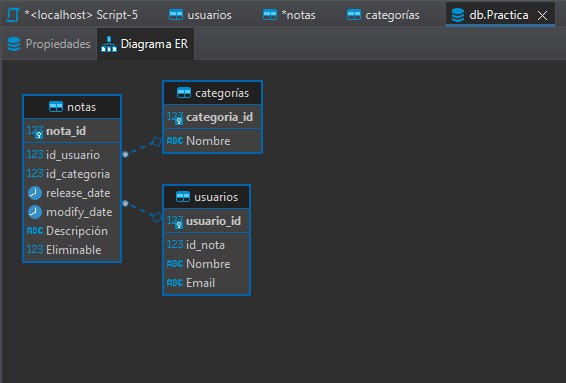 *<localhost> Script-5
usuarios
*notas
categorías
db.Practica
Propiedades
Diagrama ER
notas
123 nota_id
123 id_usuario
123 id_categoria
release_date
modify_date
ABC Descripción
123 Eliminable
categorías
123 categoria_id
ABC Nombre
usuarios
123 usuario_id
123 id_nota
ABC Nombre
ABC Email